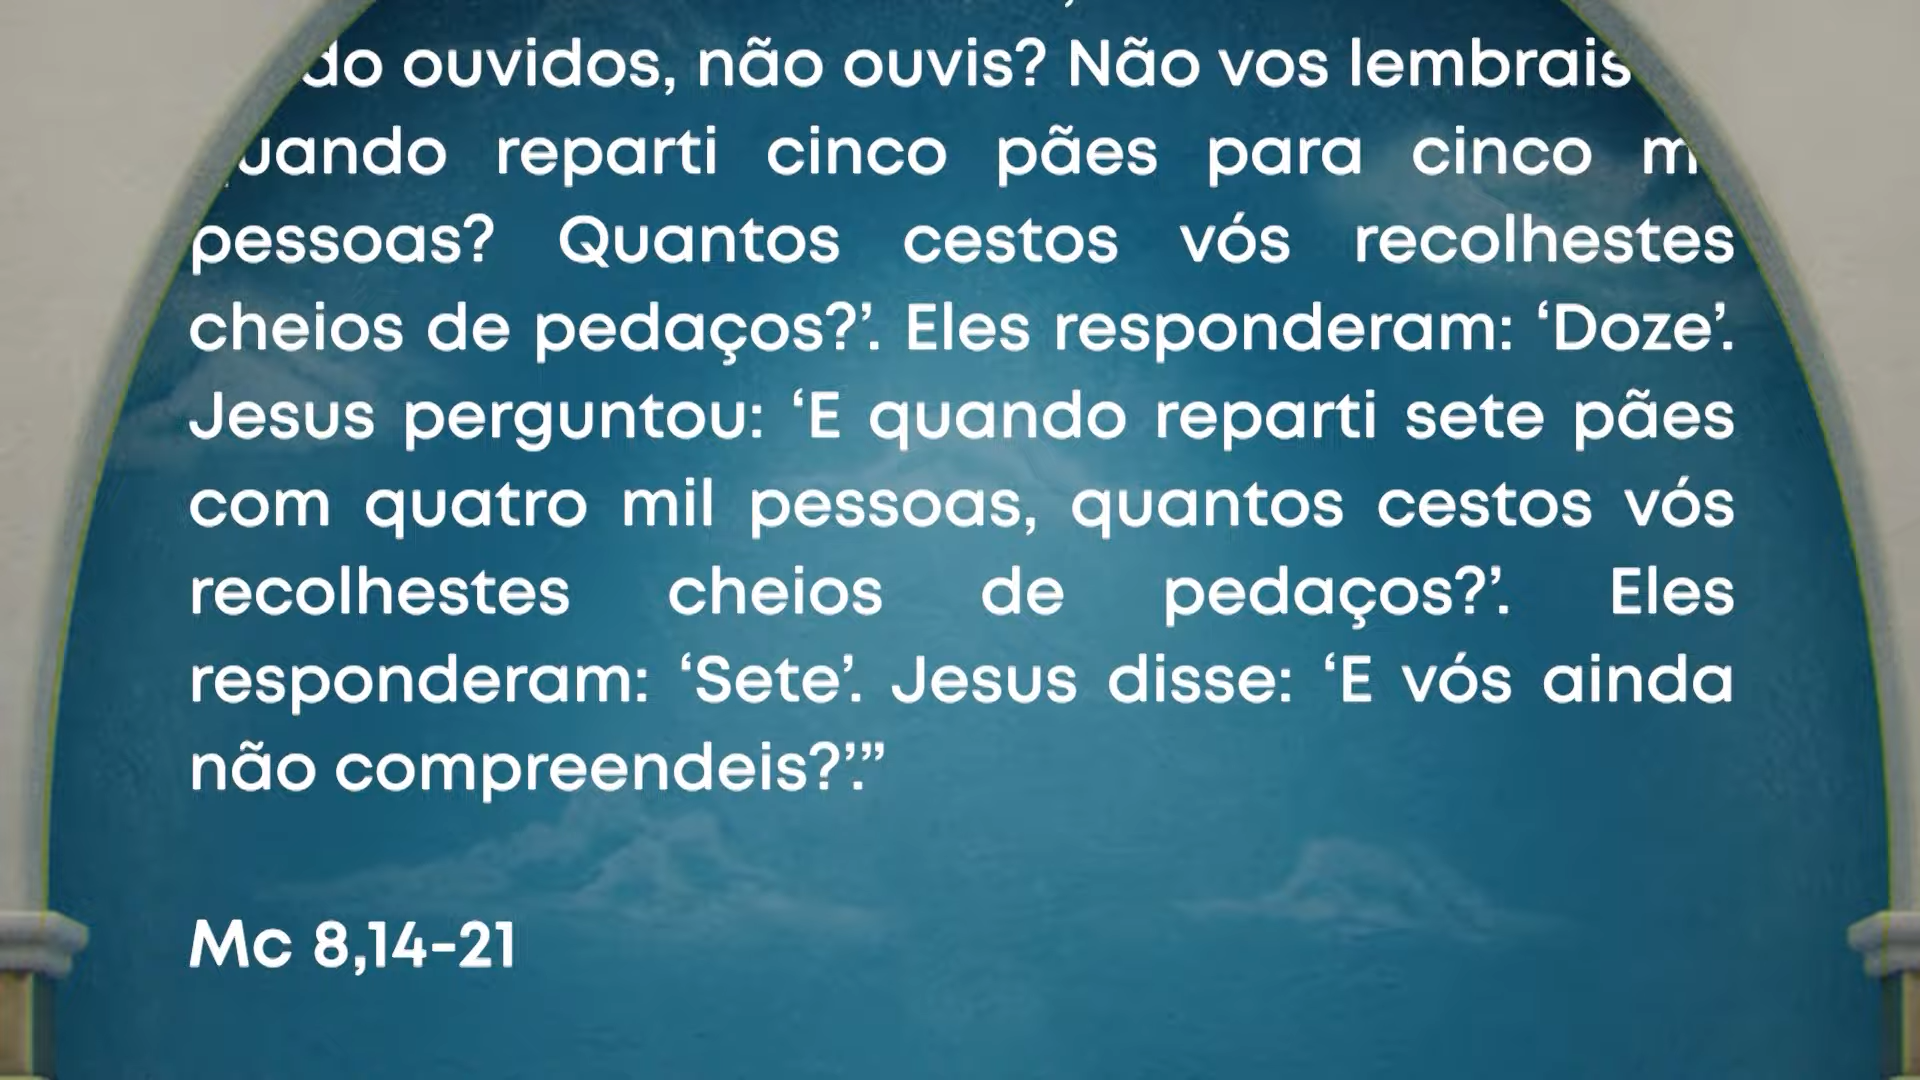 ouvidos, não ouvis? Não vos lembrais
reparti cinco pães para cinco
pessoas? Quantos cestos vós recolhestes
cheios de pedaços?’. Eles responderam: ‘Doze’.
Jesus perguntou: ‘E quando reparti sete pães
com quatro mil pessoas, quantos cestos vós
recolhestes cheios de pedaços?’. Eles
responderam: ‘Sete’. Jesus disse: ‘E vós ainda
não compreendeis?’.”
Mc 8,14-21